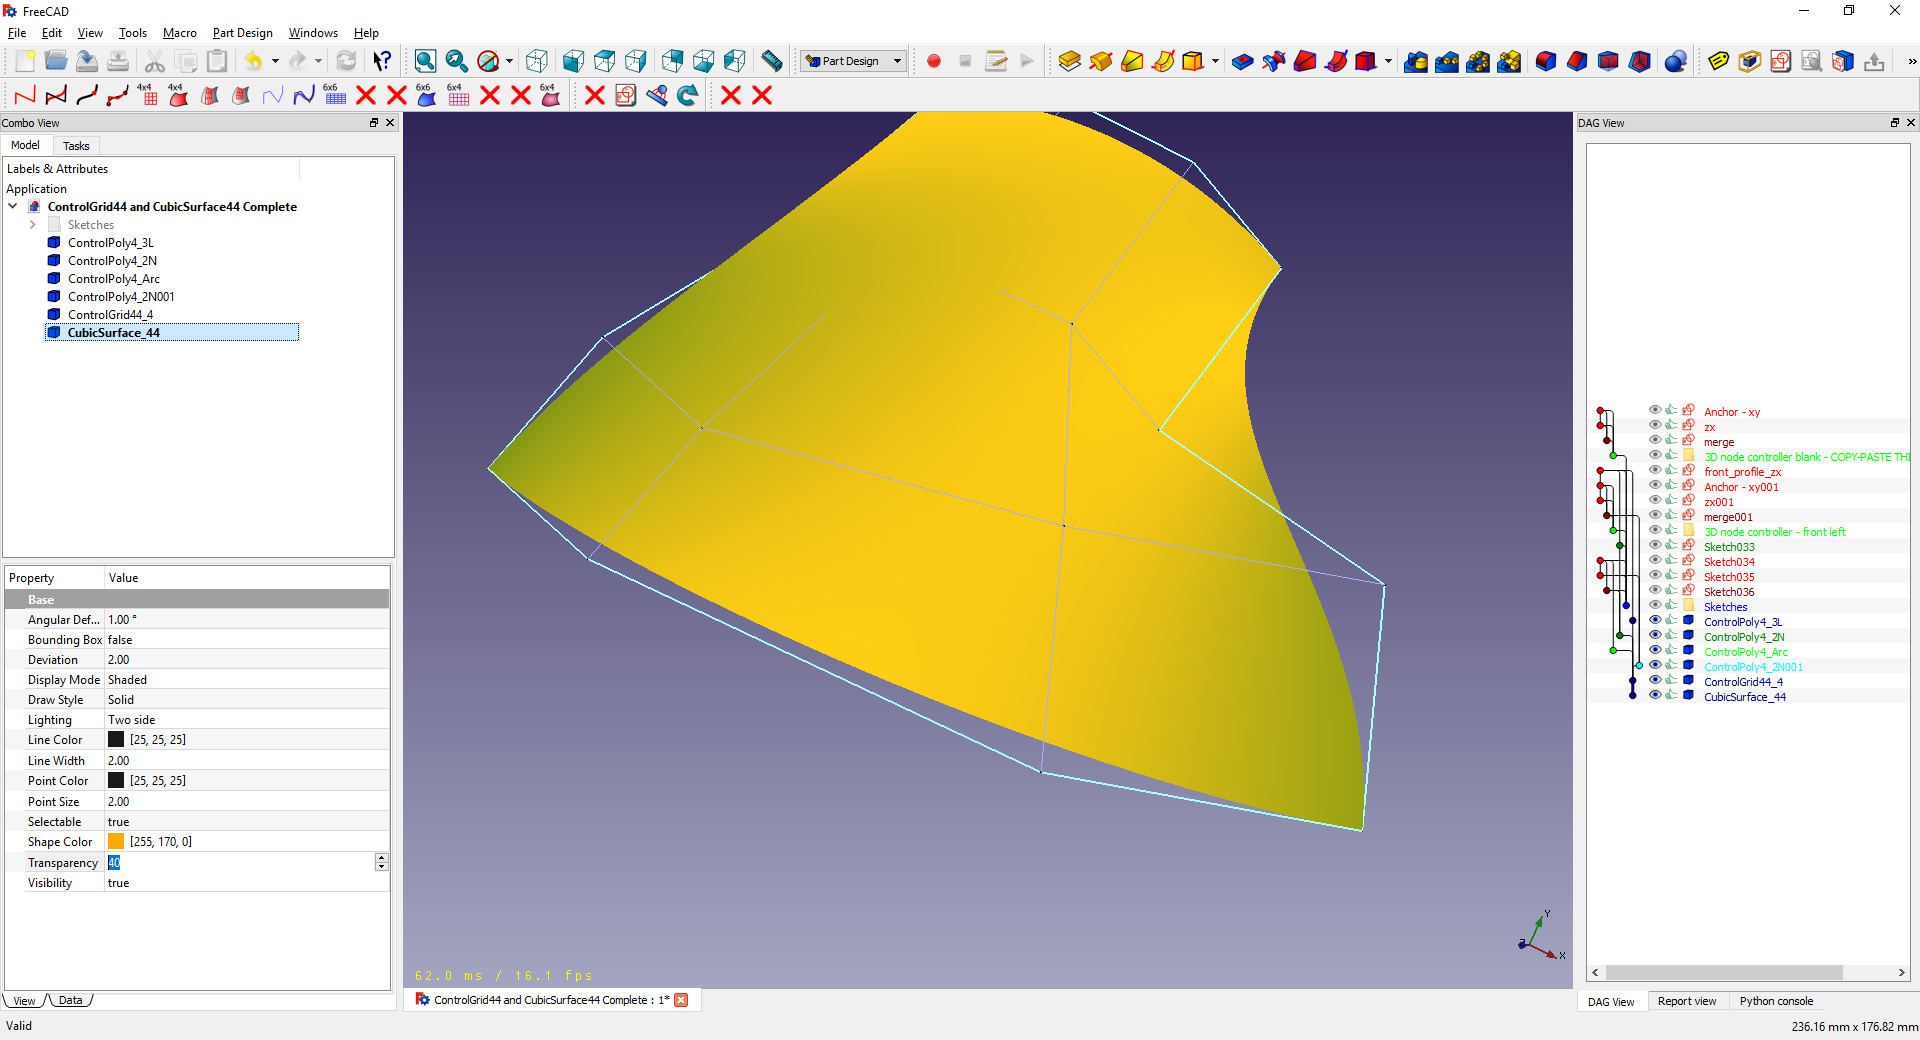 FreeCAD
File Edit View Tools Macro Part Design Windows Help
Part Design
4x4 4x4 6x6 6x6 6x6 4x4
Combo View
Model Tasks
Labels & Attributes
Application
ControlGrid44 and CubicSurface44 Complete
Sketches
ControlPoly4_3L
ControlPoly4_2N
ControlPoly4_Arc
ControlPoly4_2N001
ControlGrid44_4
CubicSurface_44
Property Value
Base
Angular Def... 1.00 °
Bounding Box false
Deviation 2.00
Display Mode Shaded
Draw Style Solid
Lighting Two side
Line Color [25, 25, 25]
Line Width 2.00
Point Color [25, 25, 25]
Point Size 2.00
Selectable true
Shape Color [255, 170, 0]
Transparency 40
Visibility true
View Data
Valid
62.0 ms / 16.1 fps
Y
Z
X
ControlGrid44 and CubicSurface44 Complete : 1*
DAG View
Anchor - xy
zx
merge
3D node controller blank - COPY-PASTE THI
front_profile_zx
Anchor - xy001
zx001
merge001
3D node controller - front left
Sketch033
Sketch034
Sketch035
Sketch036
Sketches
ControlPoly4_3L
ControlPoly4_2N
ControlPoly4_Arc
ControlPoly4_2N001
ControlGrid44_4
CubicSurface_44
DAG View Report view Python console
236.16 mm x 176.82 mm